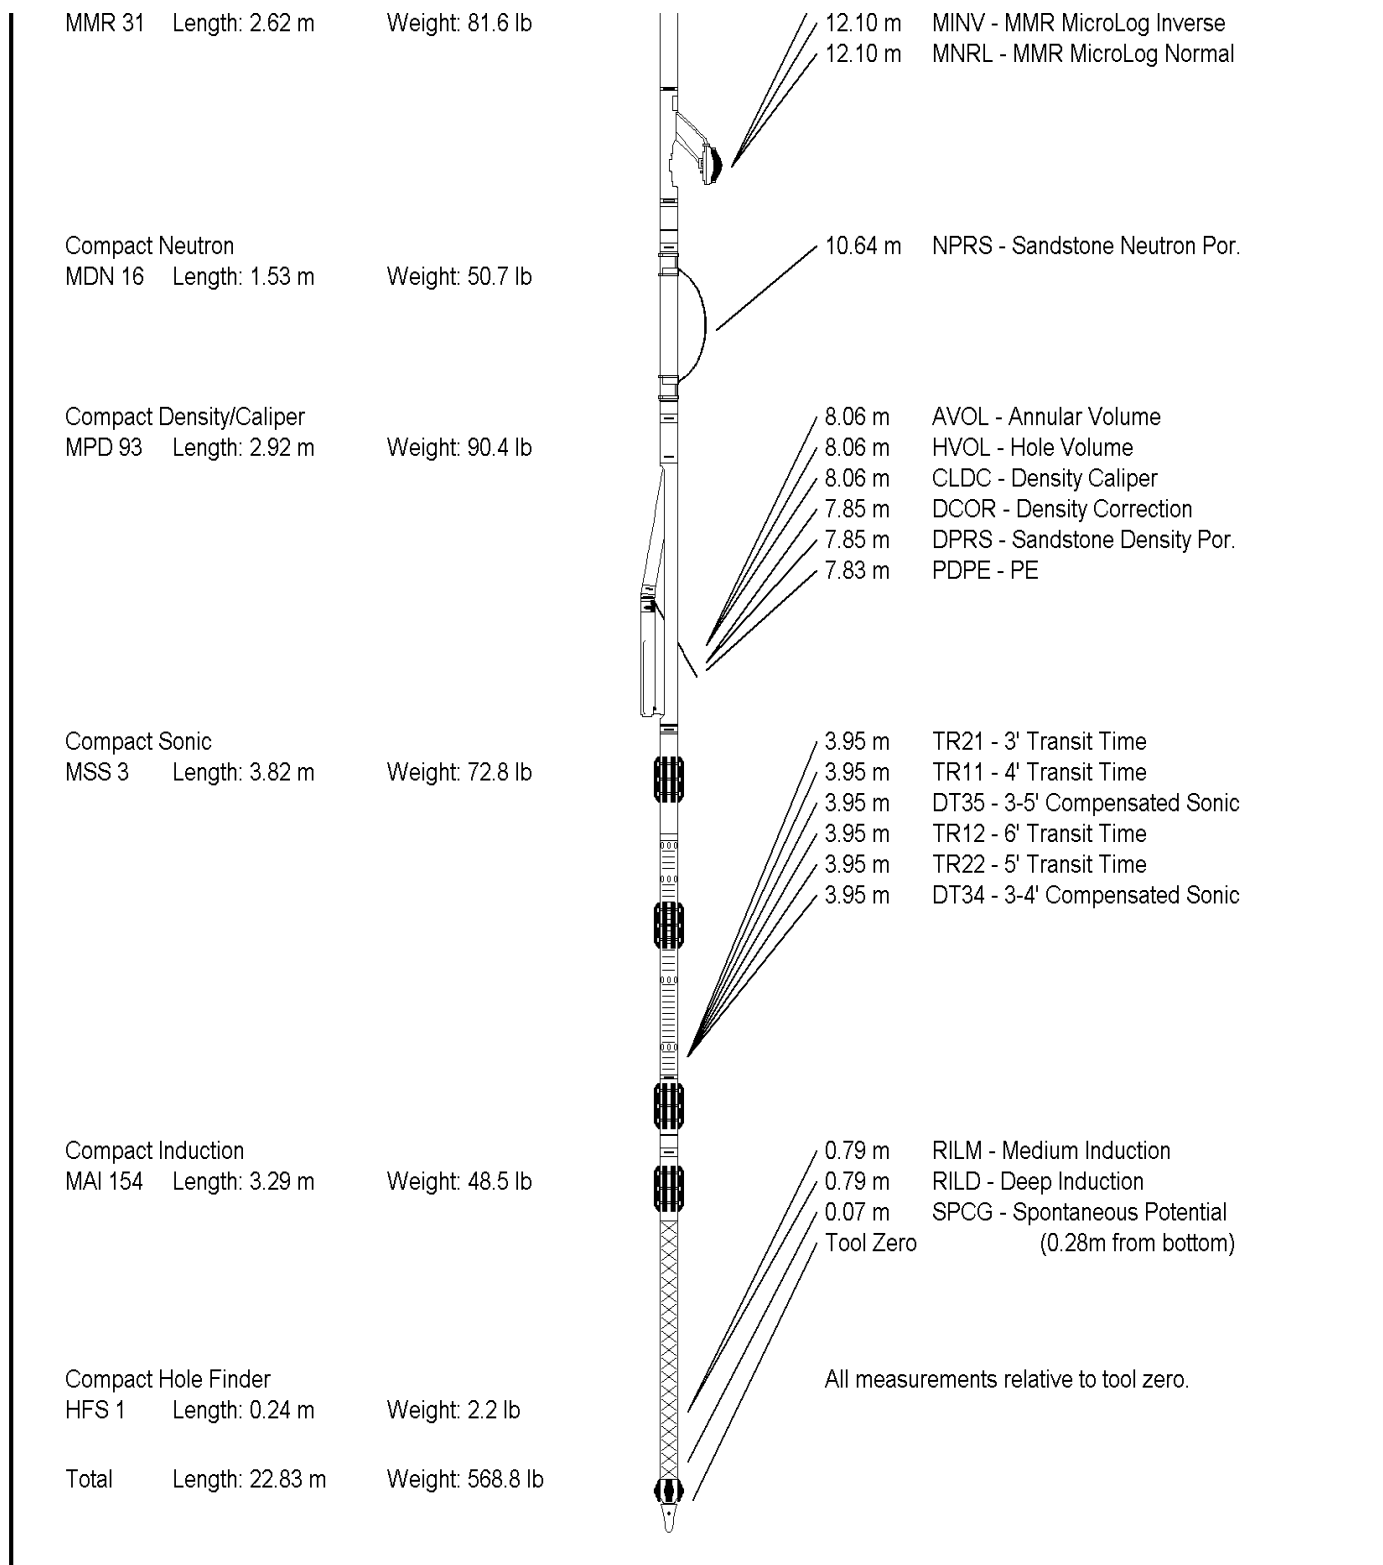 MMR 31 Length: 2.62 m Weight: 81.6 lb 12.10 m MINV - MMR MicroLog Inverse
12.10 m MNRL - MMR MicroLog Normal
Compact Neutron 10.64 m NPRS - Sandstone Neutron Por.
MDN 16 Length: 1.53 m Weight: 50.7 lb
Compact Density/Caliper 8.06 m AVOL - Annular Volume
MPD 93 Length: 2.92 m Weight: 90.4 lb 8.06 m HVOL - Hole Volume
8.06 m CLDC - Density Caliper
7.85 m DCOR - Density Correction
7.85 m DPRS - Sandstone Density Por.
7.83 m PDPE - PE
Compact Sonic 3.95 m TR21 - 3' Transit Time
MSS 3 Length: 3.82 m Weight: 72.8 lb 3.95 m TR11 - 4' Transit Time
3.95 m DT35 - 3-5' Compensated Sonic
3.95 m TR12 - 6' Transit Time
3.95 m TR22 - 5' Transit Time
3.95 m DT34 - 3-4' Compensated Sonic
Compact Induction 0.79 m RILM - Medium Induction
MAI 154 Length: 3.29 m Weight: 48.5 lb 0.79 m RILD - Deep Induction
0.07 m SPCG - Spontaneous Potential
Tool Zero (0.28m from bottom)
Compact Hole Finder All measurements relative to tool zero.
HFS 1 Length: 0.24 m Weight: 2.2 lb
Total Length: 22.83 m Weight: 568.8 lb